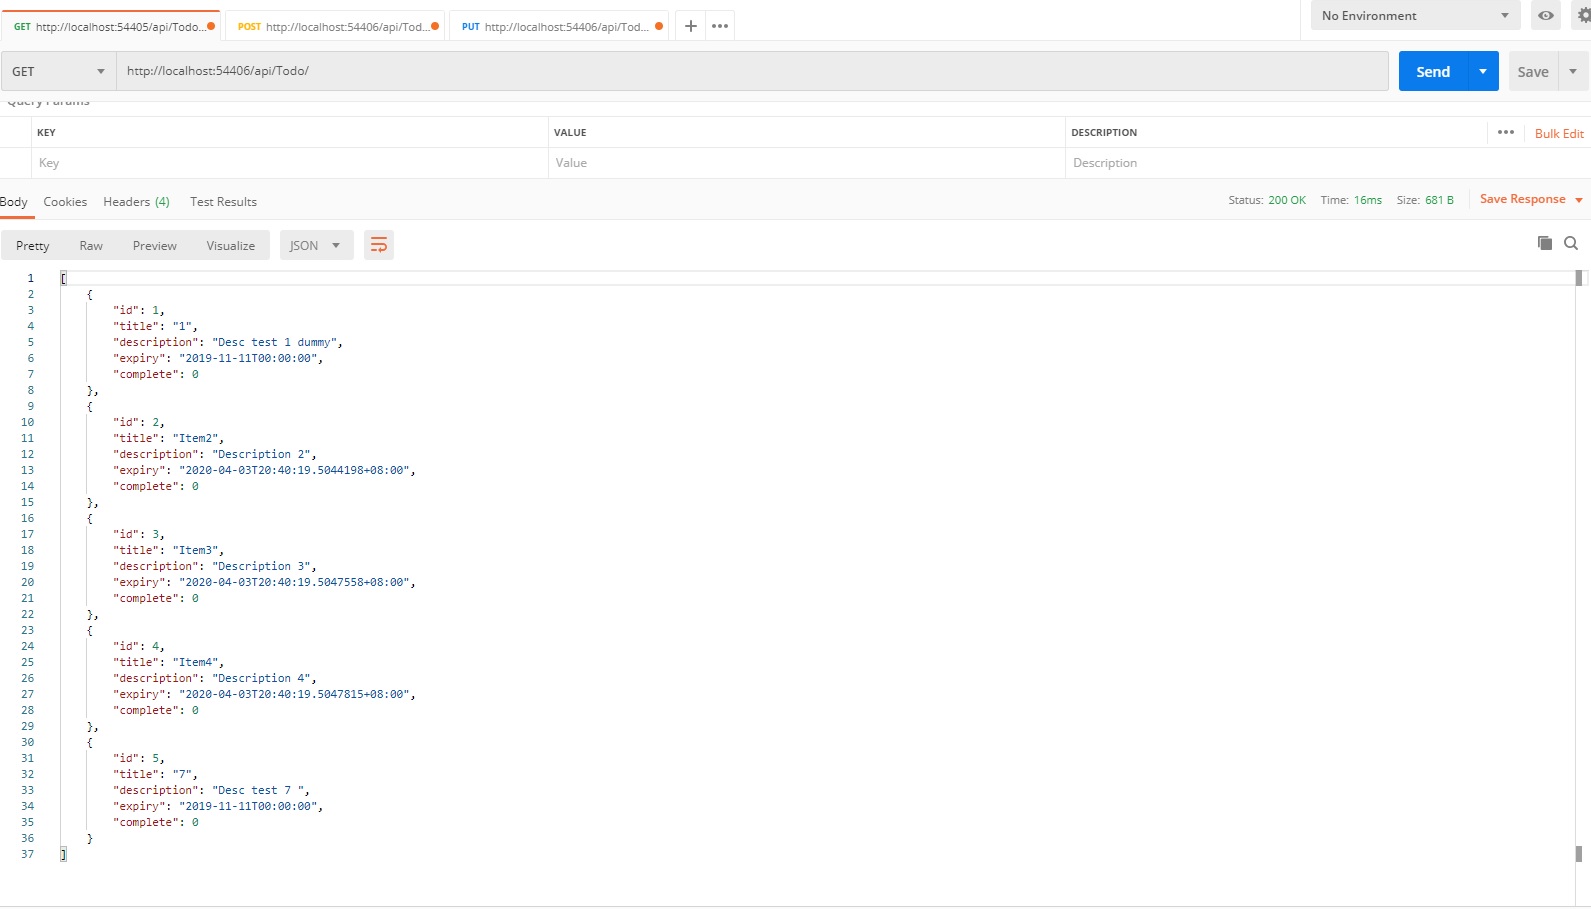 GET http://localhost:54405/api/Todo... POST http://localhost:54406/api/Tod... PUT http://localhost:54406/api/Tod... + ••• No Environment
GET http://localhost:54406/api/Todo/ Send Save
Query Params
KEY VALUE DESCRIPTION ••• Bulk Edit
Key Value Description
Body Cookies Headers (4) Test Results Status: 200 OK Time: 16ms Size: 681 B Save Response
Pretty Raw Preview Visualize JSON
1 [
2 {
3 "id": 1,
4 "title": "1",
5 "description": "Desc test 1 dummy",
6 "expiry": "2019-11-11T00:00:00",
7 "complete": 0
8 },
9 {
10 "id": 2,
11 "title": "Item2",
12 "description": "Description 2",
13 "expiry": "2020-04-03T20:40:19.5044198+08:00",
14 "complete": 0
15 },
16 {
17 "id": 3,
18 "title": "Item3",
19 "description": "Description 3",
20 "expiry": "2020-04-03T20:40:19.5047558+08:00",
21 "complete": 0
22 },
23 {
24 "id": 4,
25 "title": "Item4",
26 "description": "Description 4",
27 "expiry": "2020-04-03T20:40:19.5047815+08:00",
28 "complete": 0
29 },
30 {
31 "id": 5,
32 "title": "7",
33 "description": "Desc test 7 ",
34 "expiry": "2019-11-11T00:00:00",
35 "complete": 0
36 }
37 ]